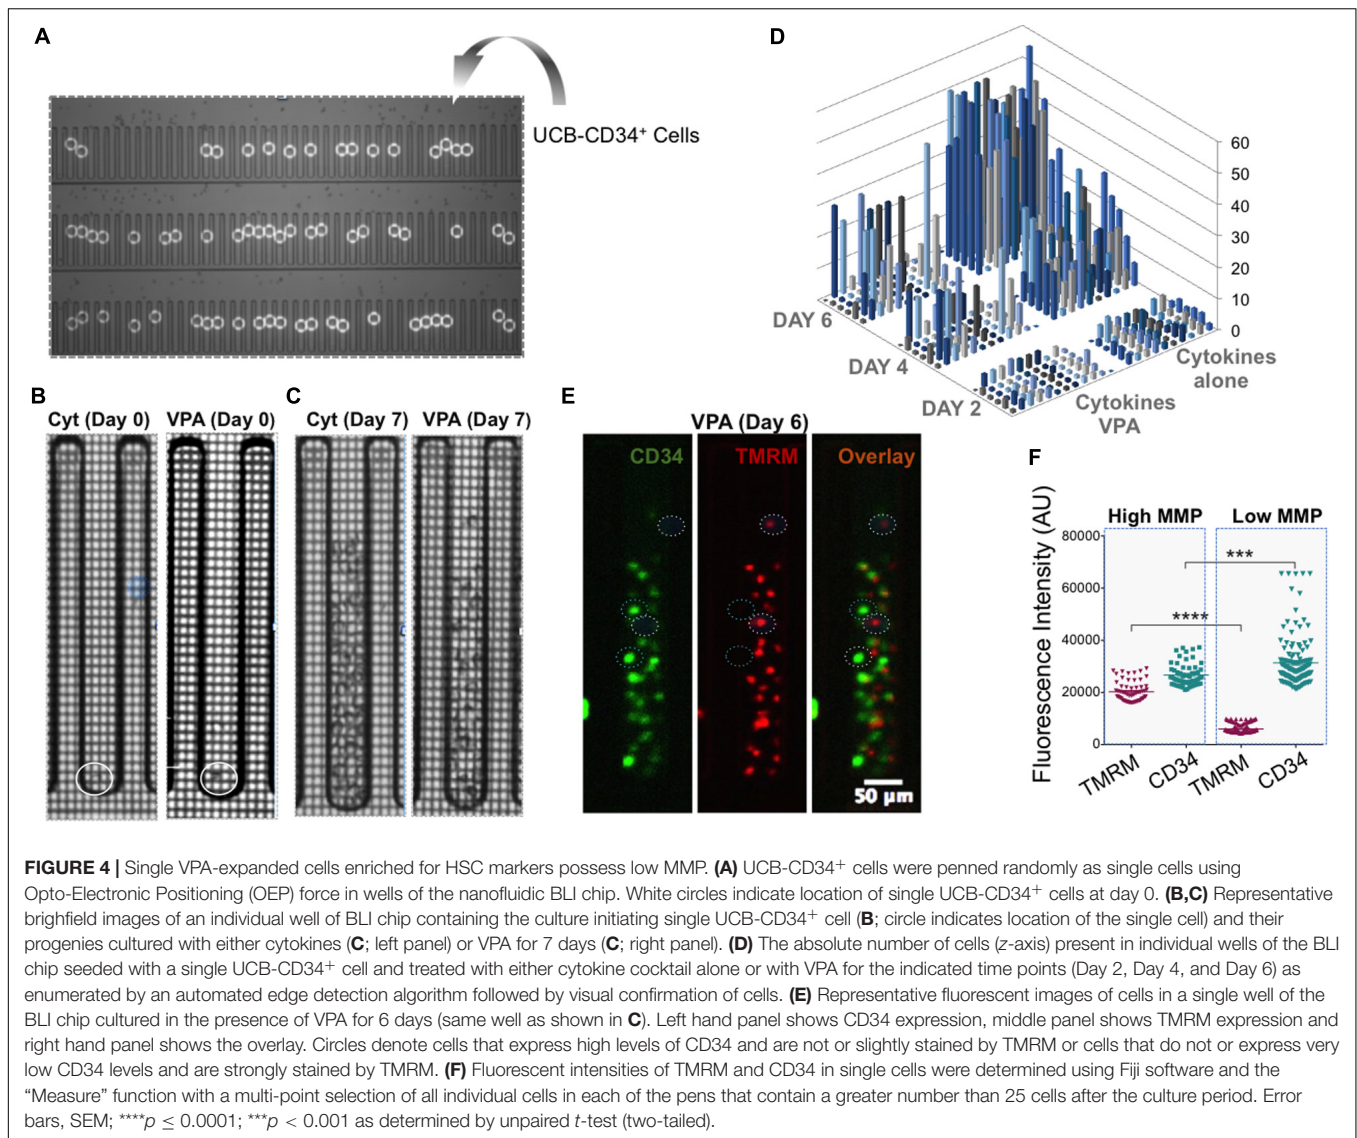 A
UCB-CD34⁺ Cells
D
60
50
40
30
20
10
0
DAY 6
DAY 4
DAY 2
Cytokines
alone
Cytokines
VPA
B
Cyt (Day 0)
VPA (Day 0)
C
Cyt (Day 7)
VPA (Day 7)
E
VPA (Day 6)
CD34
TMRM
Overlay
50 µm
F
Fluorescence Intensity (AU)
High MMP
Low MMP
80000
60000
40000
20000
0
***
****
TMRM
CD34
TMRM
CD34
FIGURE 4 | Single VPA-expanded cells enriched for HSC markers possess low MMP. (A) UCB-CD34⁺ cells were penned randomly as single cells using
Opto-Electronic Positioning (OEP) force in wells of the nanofluidic BLI chip. White circles indicate location of single UCB-CD34⁺ cells at day 0. (B,C) Representative
brighfield images of an individual well of BLI chip containing the culture initiating single UCB-CD34⁺ cell (B; circle indicates location of the single cell) and their
progenies cultured with either cytokines (C; left panel) or VPA for 7 days (C; right panel). (D) The absolute number of cells (z-axis) present in individual wells of the BLI
chip seeded with a single UCB-CD34⁺ cell and treated with either cytokine cocktail alone or with VPA for the indicated time points (Day 2, Day 4, and Day 6) as
enumerated by an automated edge detection algorithm followed by visual confirmation of cells. (E) Representative fluorescent images of cells in a single well of the
BLI chip cultured in the presence of VPA for 6 days (same well as shown in C). Left hand panel shows CD34 expression, middle panel shows TMRM expression and
right hand panel shows the overlay. Circles denote cells that express high levels of CD34 and are not or slightly stained by TMRM or cells that do not or express very
low CD34 levels and are strongly stained by TMRM. (F) Fluorescent intensities of TMRM and CD34 in single cells were determined using Fiji software and the
“Measure” function with a multi-point selection of all individual cells in each of the pens that contain a greater number than 25 cells after the culture period. Error
bars, SEM; ****p ≤ 0.0001; ***p < 0.001 as determined by unpaired t-test (two-tailed).